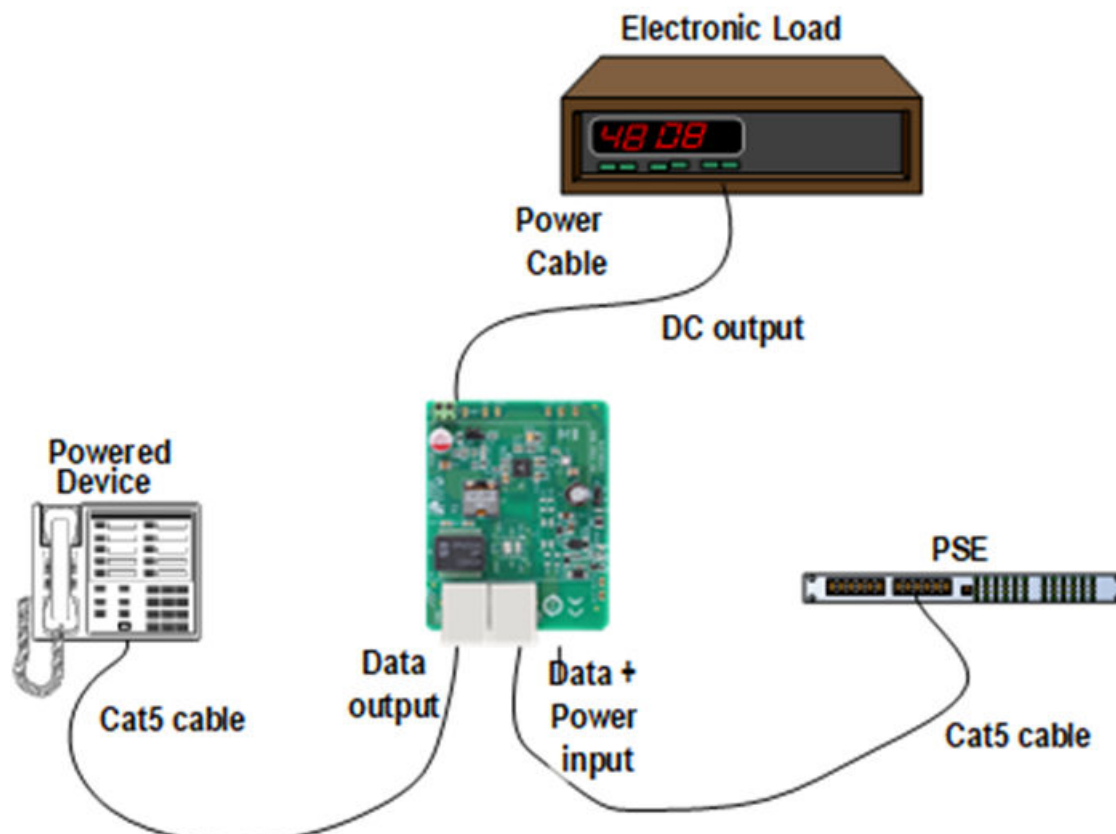 Electronic Load
48 08
Power
Cable
DC output
Powered
Device
PSE
Data
output
Data +
Power
input
Cat5 cable
Cat5 cable